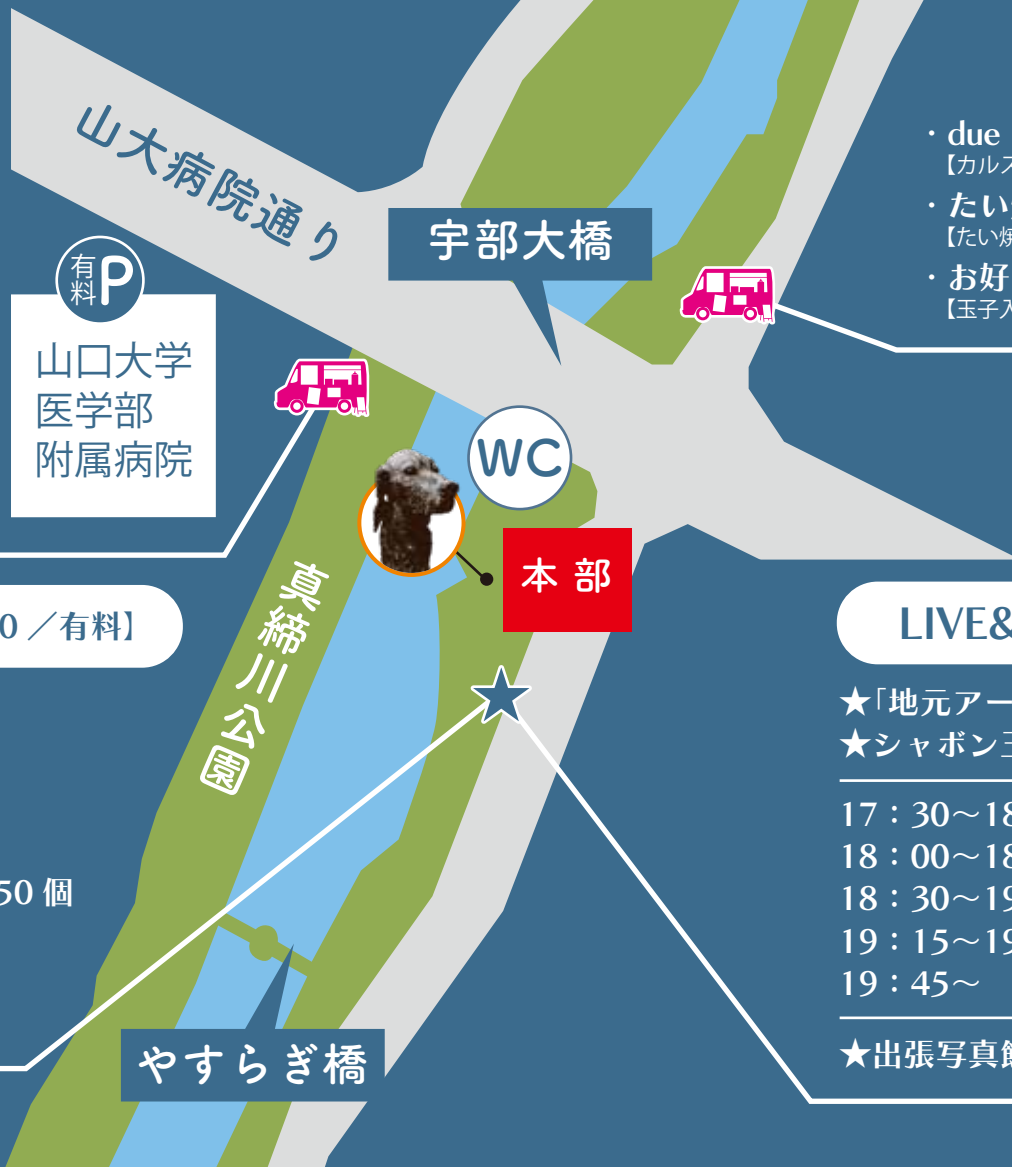 山大病院通り
宇部大橋
有料 P
山口大学
医学部
附属病院
・due
【カルス
・たい
【たい焼
・お好
【玉子入
WC
本 部
真締川公園
0 ／有料】
50 個
やすらぎ橋
LIVE&
★「地元アー
★シャボン玉
17：30～18
18：00～18
18：30～19
19：15～19
19：45～
★出張写真館